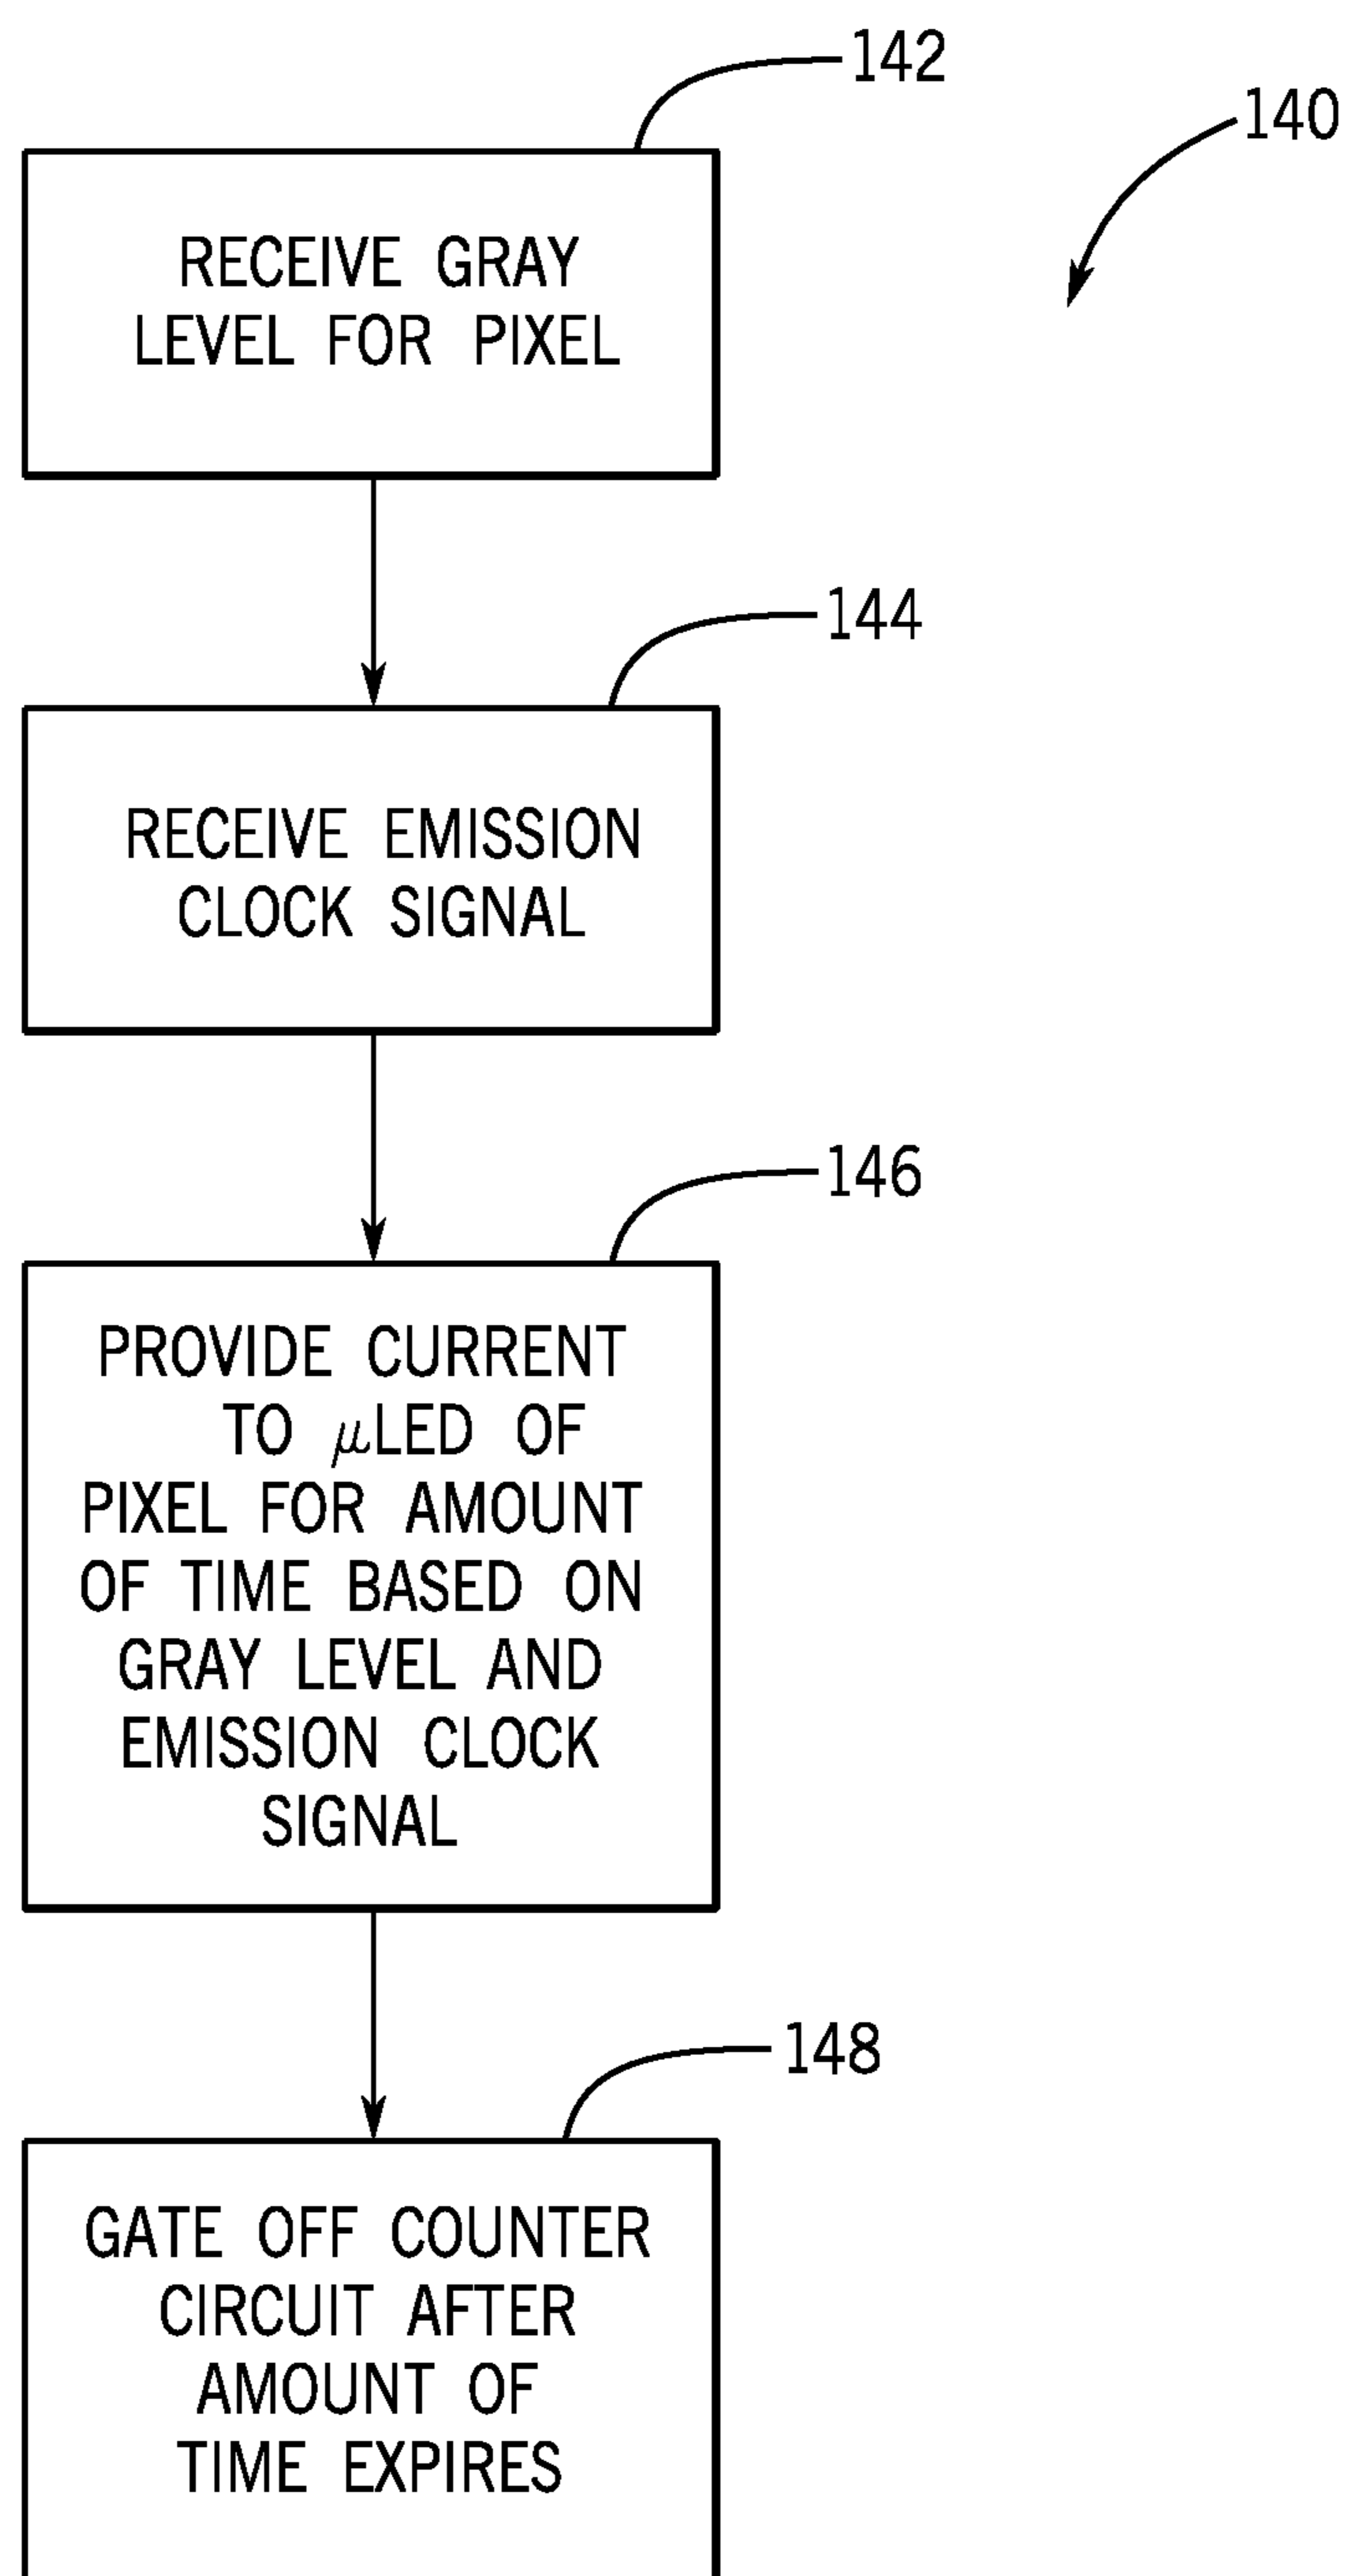 142
140
RECEIVE GRAY
LEVEL FOR PIXEL
144
RECEIVE EMISSION
CLOCK SIGNAL
146
PROVIDE CURRENT
TO μLED OF
PIXEL FOR AMOUNT
OF TIME BASED ON
GRAY LEVEL AND
EMISSION CLOCK
SIGNAL
148
GATE OFF COUNTER
CIRCUIT AFTER
AMOUNT OF
TIME EXPIRES